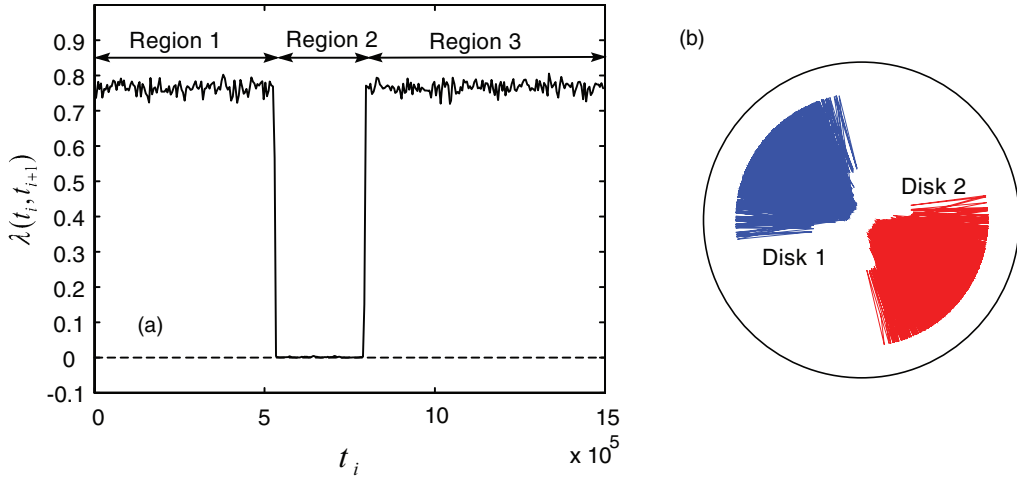 (b)
Region 1 Region 2 Region 3
0.9
0.8
0.7
0.6
0.5
0.4
0.3
0.2
0.1
0
-0.1
λ(t_i, t_{i+1})
(a)
0 5 10 15
× 10^5
t_i
Disk 1
Disk 2